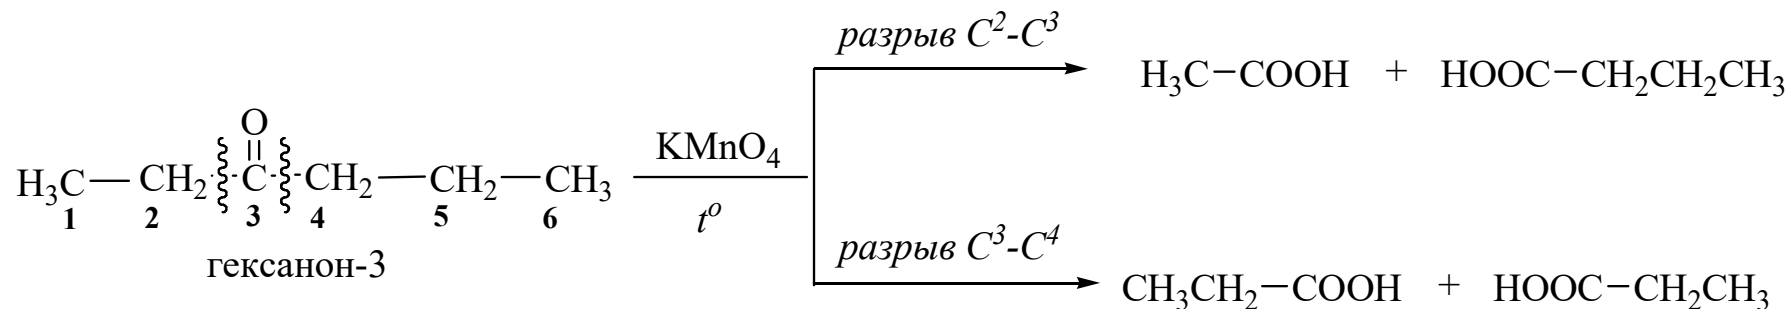 разрыв C²-C³
H₃C–COOH + HOOC–CH₂CH₂CH₃
O
H₃C–CH₂-C-CH₂–CH₂–CH₃
1 2 3 4 5 6
гексанон-3
KMnO₄
tᵒ
разрыв C³-C⁴
CH₃CH₂–COOH + HOOC–CH₂CH₃